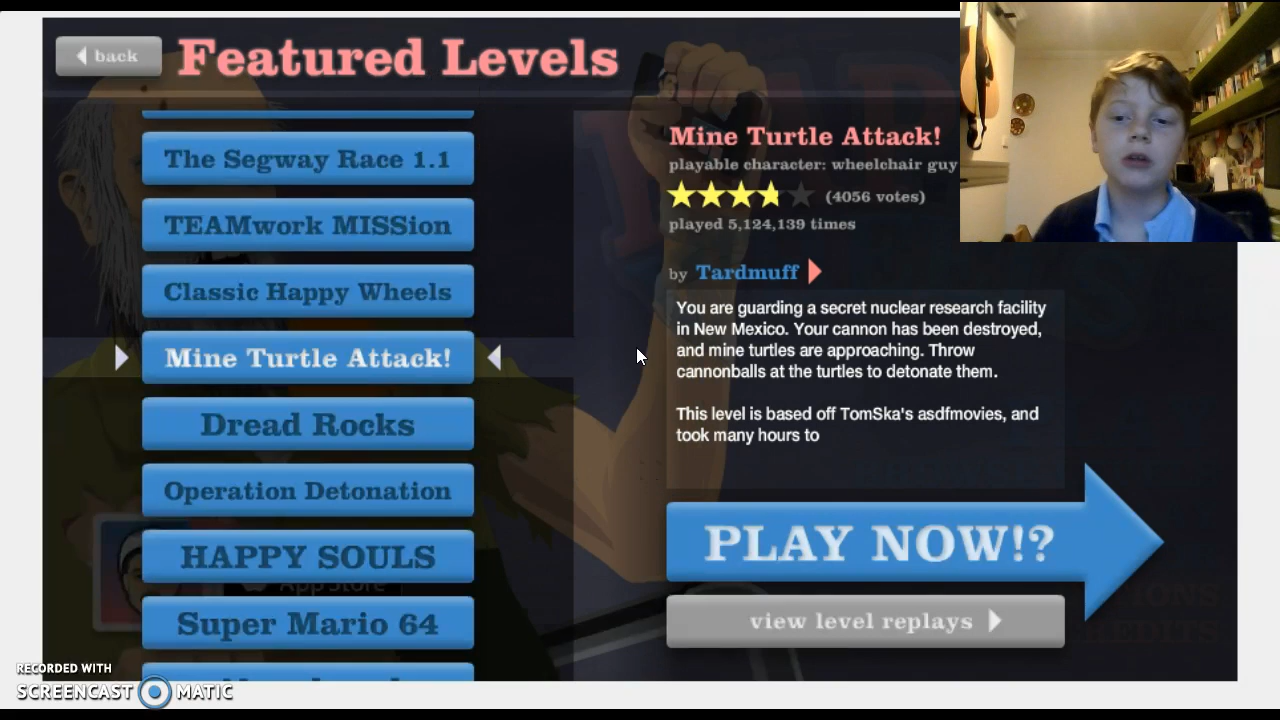 back
Featured Levels
The Segway Race 1.1
TEAMwork MISSion
Classic Happy Wheels
Mine Turtle Attack!
Dread Rocks
Operation Detonation
HAPPY SOULS
App Store
Super Mario 64
Mine Turtle Attack!
playable character: wheelchair guy
(4056 votes)
played 5,124,139 times
by Tardmuff
You are guarding a secret nuclear research facility
in New Mexico. Your cannon has been destroyed,
and mine turtles are approaching. Throw
cannonballs at the turtles to detonate them.
This level is based off TomSka's asdfmovies, and
took many hours to
PLAY NOW!?
view level replays
RECORDED WITH
SCREENCAST MATIC